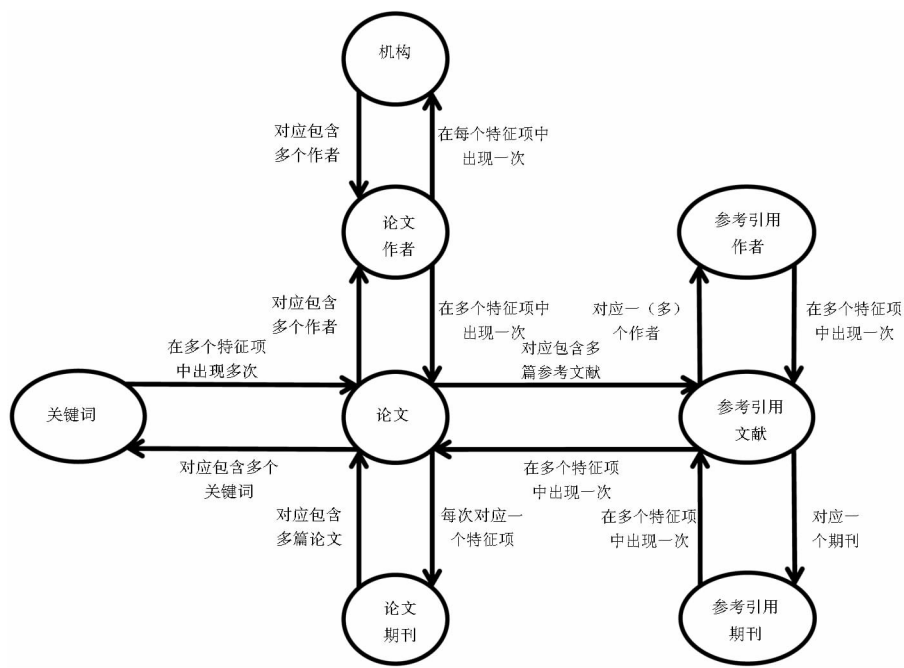 机构
对应包含
多个作者
在每个特征项中
出现一次
论文
作者
参考引用
作者
对应包含
多个作者
在多个特征项中
出现一次
对应一（多）
个作者
在多个特征项
中出现一次
在多个特征项
中出现多次
对应包含多
篇参考文献
关键词
论文
参考引用
文献
对应包含多个
关键词
在多个特征项
中出现一次
对应包含
多篇论文
每次对应一
个特征项
在多个特征项
中出现一次
对应一
个期刊
论文
期刊
参考引用
期刊